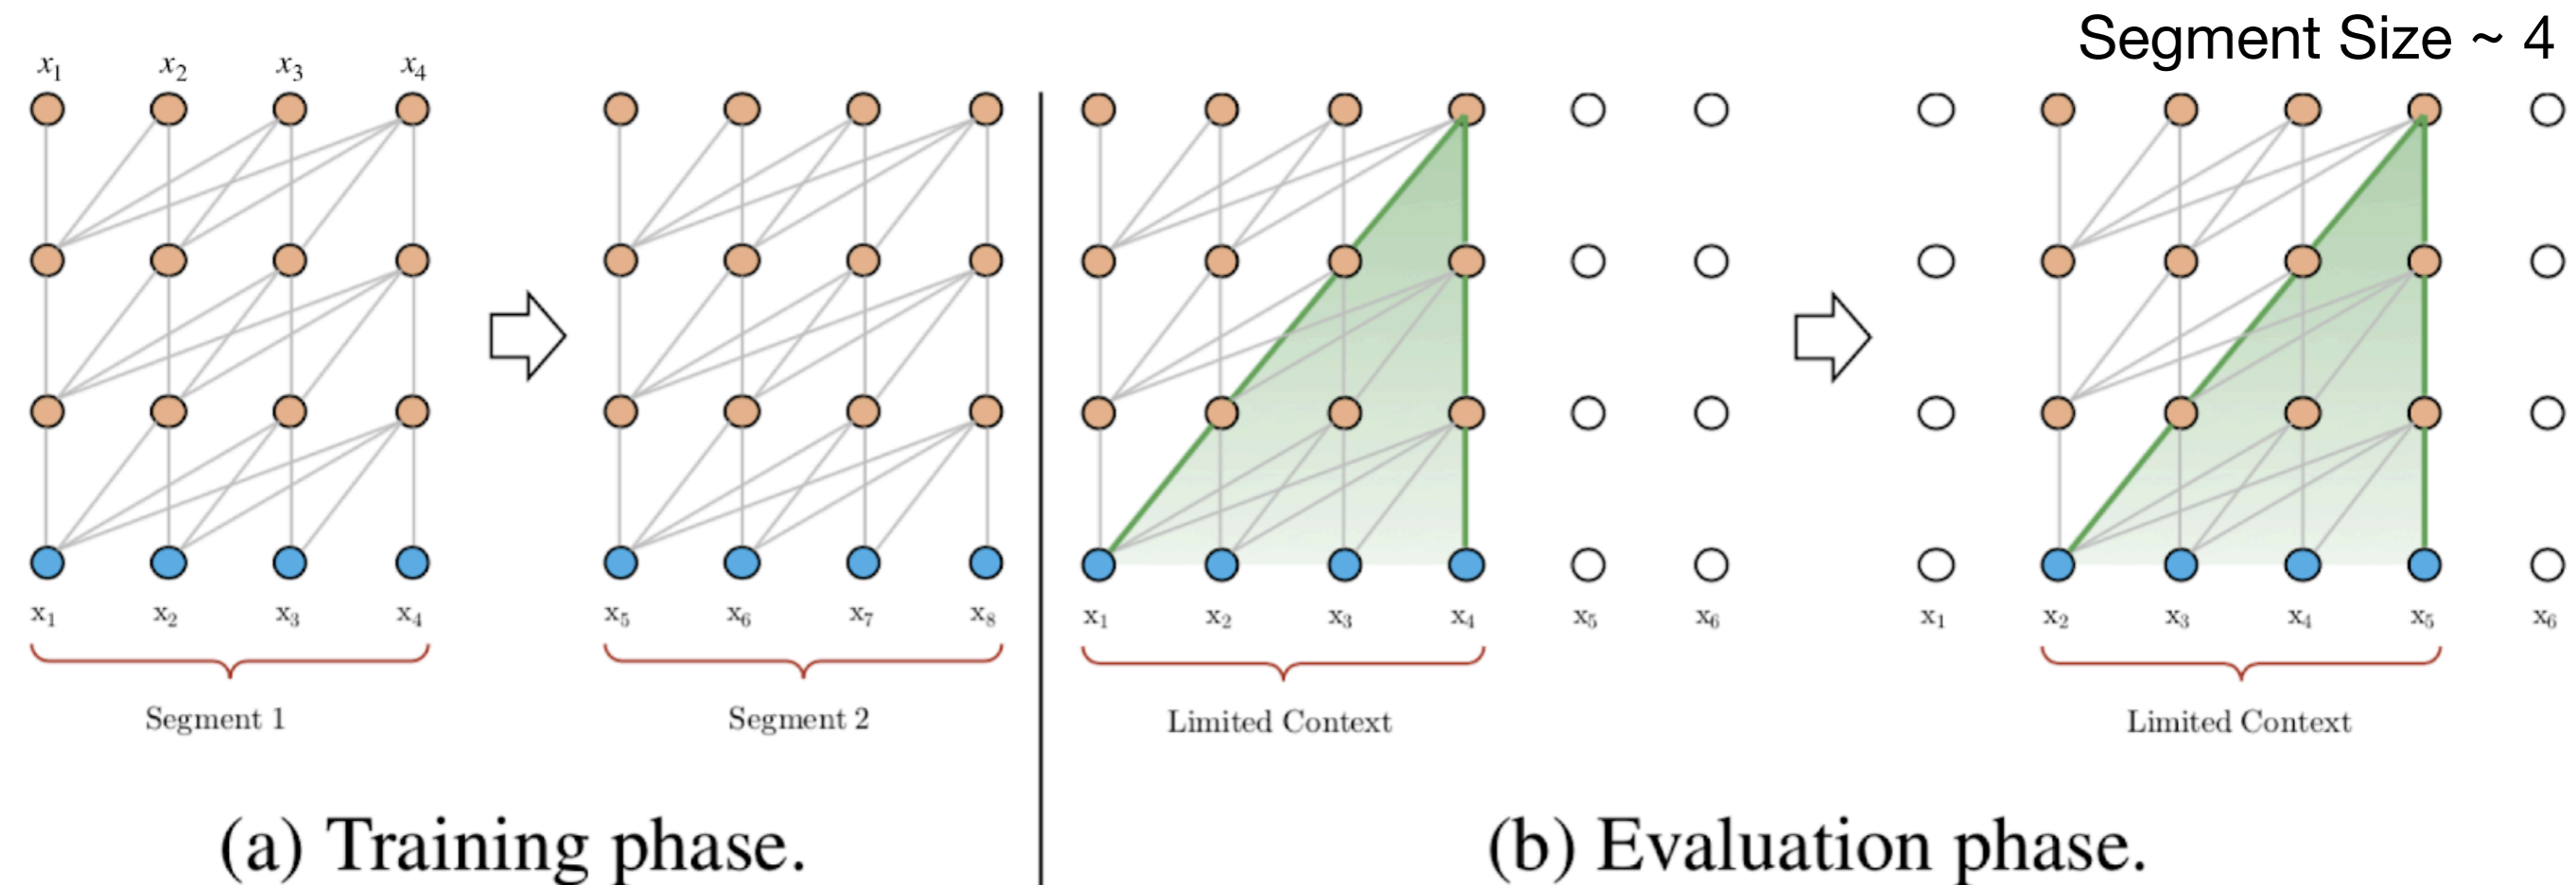 Segment Size ~ 4
x₁ x₂ x₃ x₄
x₁ x₂ x₃ x₄ x₅ x₆ x₇ x₈ x₁ x₂ x₃ x₄ x₅ x₆ x₁ x₂ x₃ x₄ x₅ x₆
Segment 1 Segment 2 Limited Context Limited Context
(a) Training phase. (b) Evaluation phase.